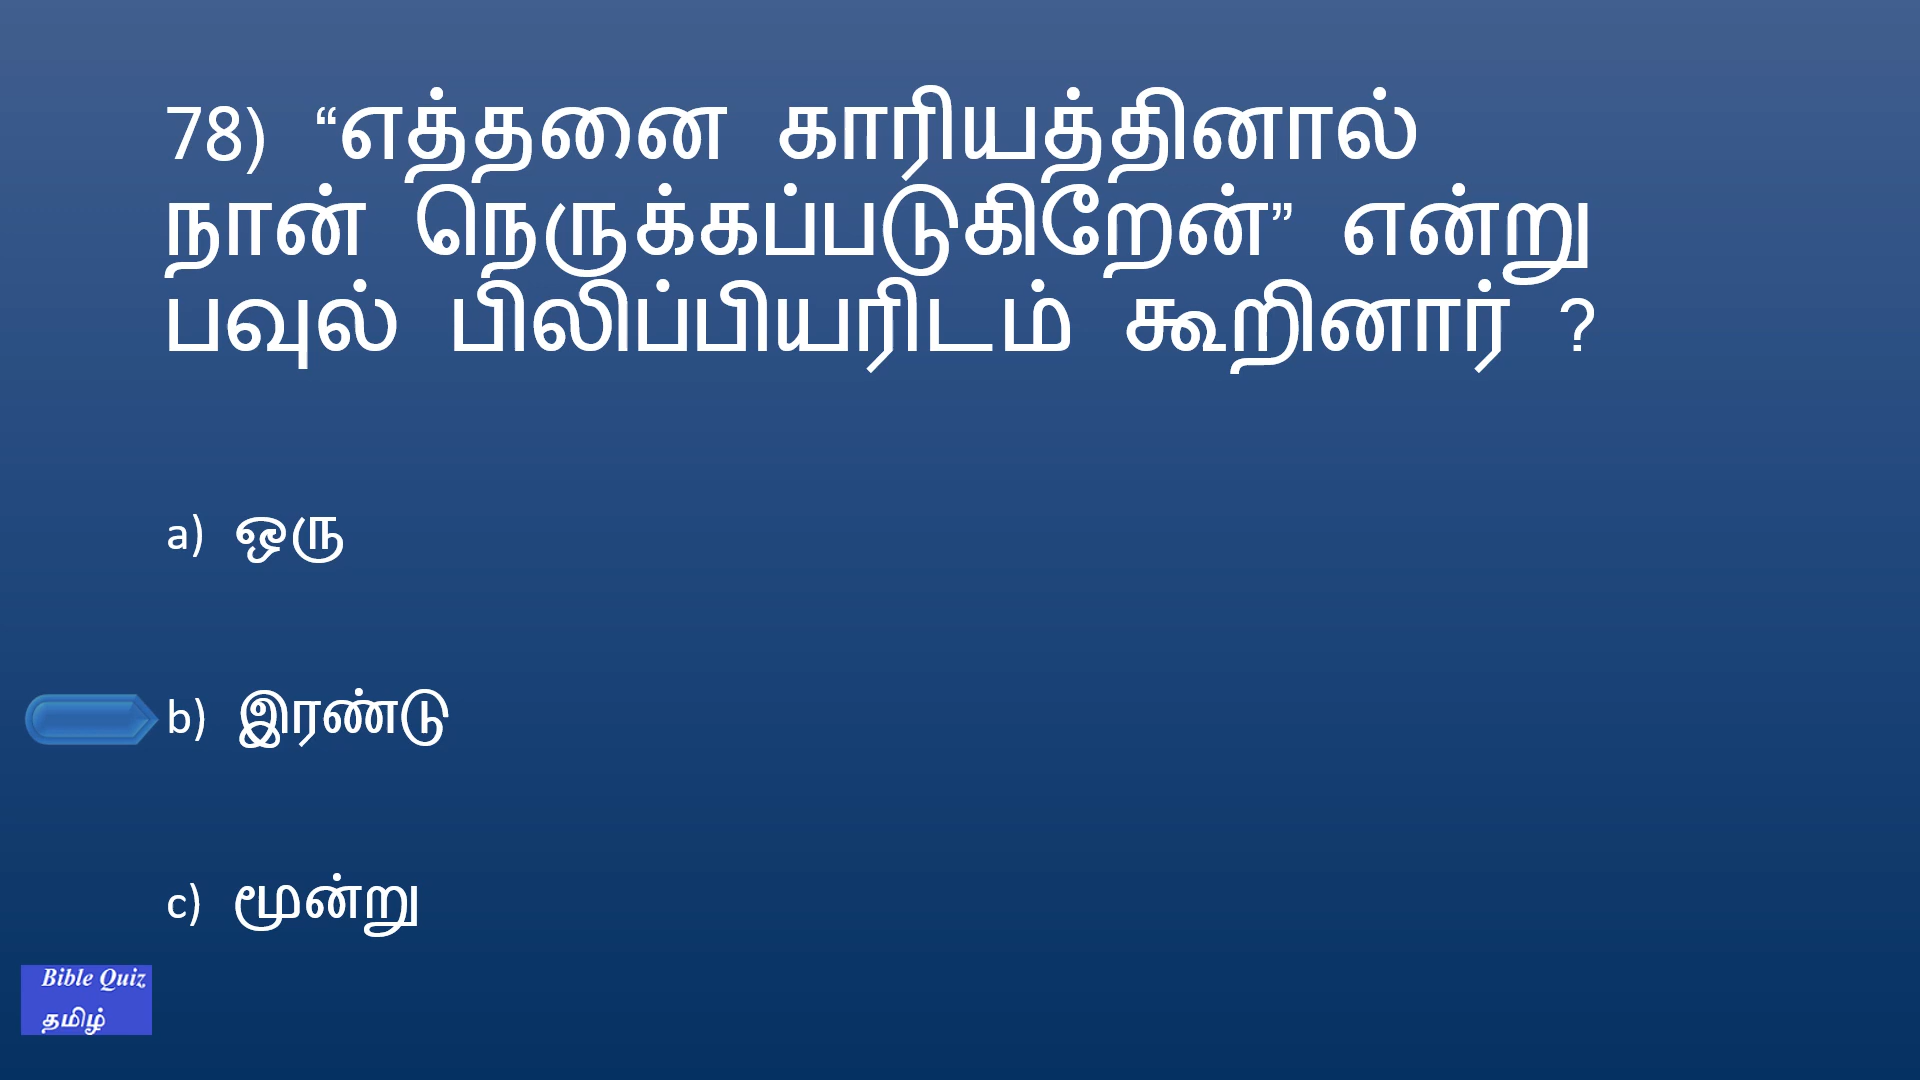 78) “எத்தனை காரியத்தினால்
நான் நெருக்கப்படுகிறேன்” என்று
பவுல் பிலிப்பியரிடம் கூறினார் ?
a) ஒரு
b) இரண்டு
c) மூன்று
Bible Quiz
தமிழ்